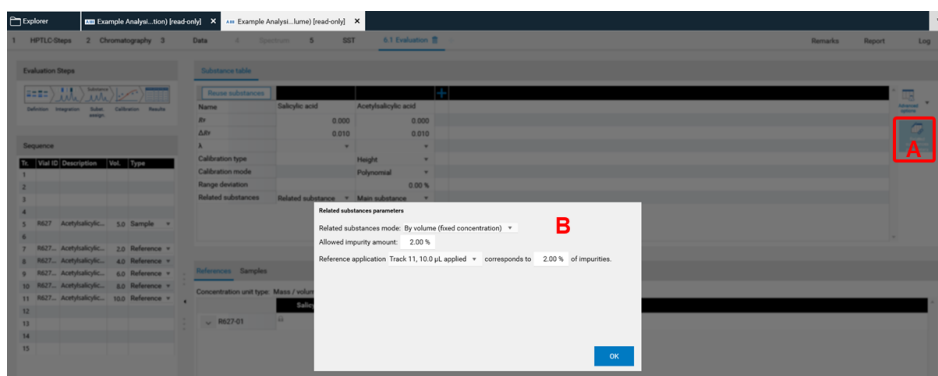 Explorer
Example Analysi...tion) [read-only]
Example Analysi...lume) [read-only]
1 HPTLC-Steps 2 Chromatography 3 Data 4 Spectrum 5 SST 6.1 Evaluation
Remarks Report Log
Evaluation Steps
Definition Integration Subst. assign. Calibration Results
Sequence
Tr. Vial ID Description Vol. Type
1
2
3
4
5 R627 Acetylsalicylic... 5.0 Sample
6
7 R627... Acetylsalicylic... 2.0 Reference
8 R627... Acetylsalicylic... 4.0 Reference
9 R627... Acetylsalicylic... 6.0 Reference
10 R627... Acetylsalicylic... 8.0 Reference
11 R627... Acetylsalicylic... 10.0 Reference
12
13
14
15
Substance table
Reuse substances
Name Salicylic acid Acetylsalicylic acid
RF 0.000 0.000
ΔRF 0.010 0.010
λ
Calibration type Height
Calibration mode Polynomial
Range deviation 0.00 %
Related substances Related substance Main substance
Advanced options
A
References Samples
Concentration unit type: Mass / volum
Salicy
R627-01
Related substances parameters
Related substances mode: By volume (fixed concentration)
B
Allowed impurity amount: 2.00 %
Reference application Track 11, 10.0 µL applied corresponds to 2.00 % of impurities.
OK